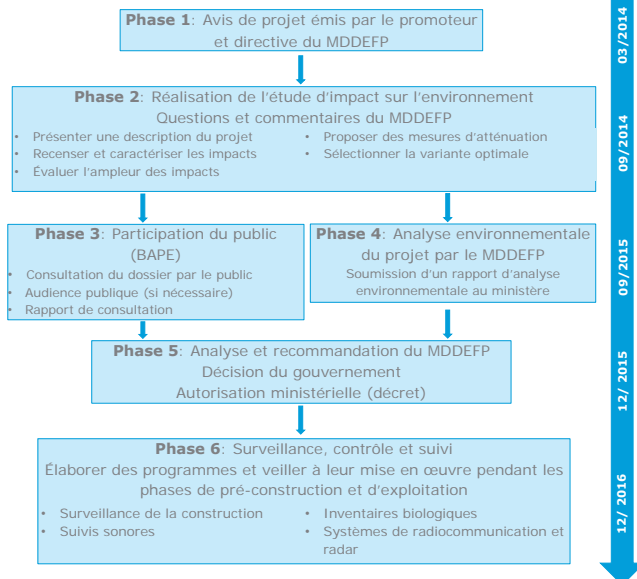 Phase 1: Avis de projet émis par le promoteur
et directive du MDDEFP
03/2014
Phase 2: Réalisation de l'étude d'impact sur l'environnement
Questions et commentaires du MDDEFP
• Présenter une description du projet
• Recenser et caractériser les impacts
• Évaluer l'ampleur des impacts
• Proposer des mesures d'atténuation
• Sélectionner la variante optimale
09/2014
Phase 3: Participation du public
(BAPE)
• Consultation du dossier par le public
• Audience publique (si nécessaire)
• Rapport de consultation
Phase 4: Analyse environnementale
du projet par le MDDEFP
Soumission d'un rapport d'analyse
environnementale au ministère
09/2015
Phase 5: Analyse et recommandation du MDDEFP
Décision du gouvernement
Autorisation ministérielle (décret)
12/ 2015
Phase 6: Surveillance, contrôle et suivi
Élaborer des programmes et veiller à leur mise en œuvre pendant les
phases de pré-construction et d'exploitation
• Surveillance de la construction
• Suivis sonores
• Inventaires biologiques
• Systèmes de radiocommunication et
radar
12/ 2016